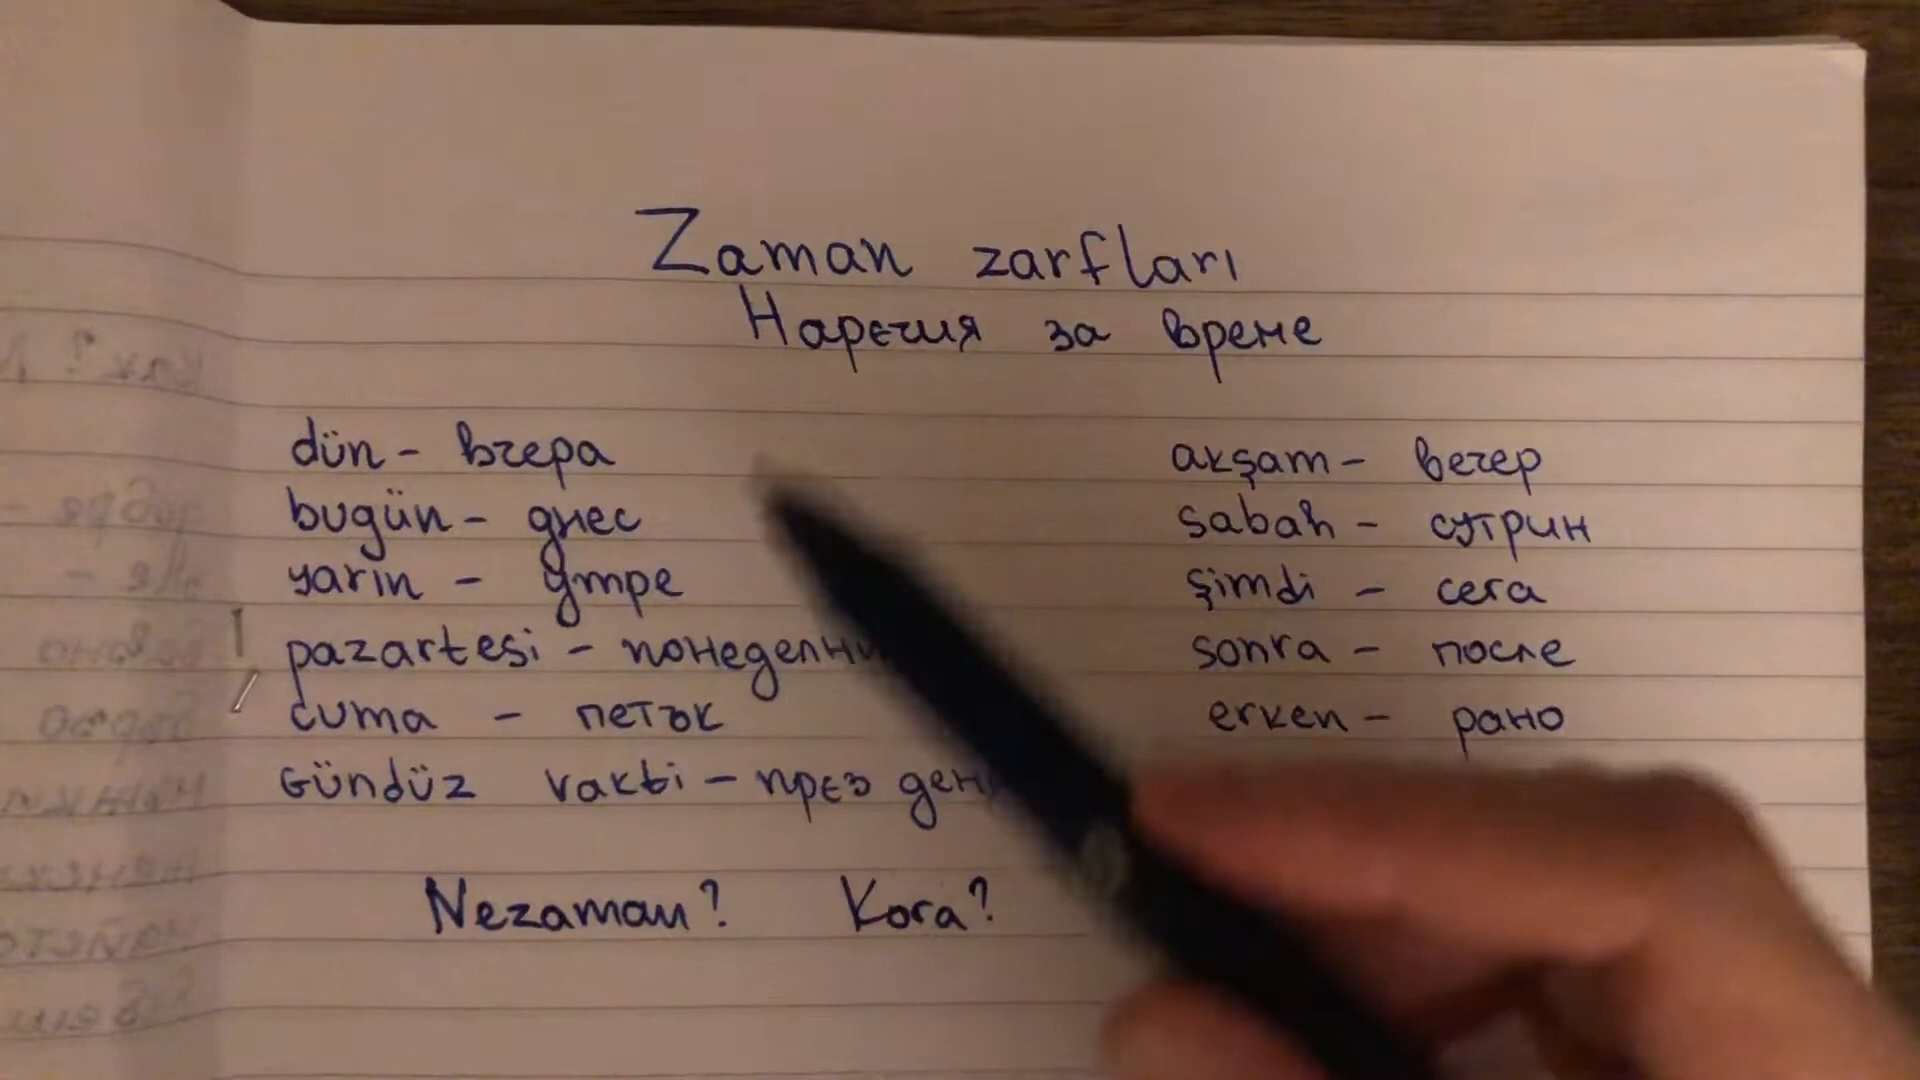 Zaman zarfları
Наречия за време
dün - вчера
bugün - днес
yarın - утре
pazartesi - понеделни
cuma - петък
Gündüz vakti - през ден
akşam - вечер
sabah - сутрин
şimdi - сега
sonra - после
erken - рано
Nezaman? Кога?